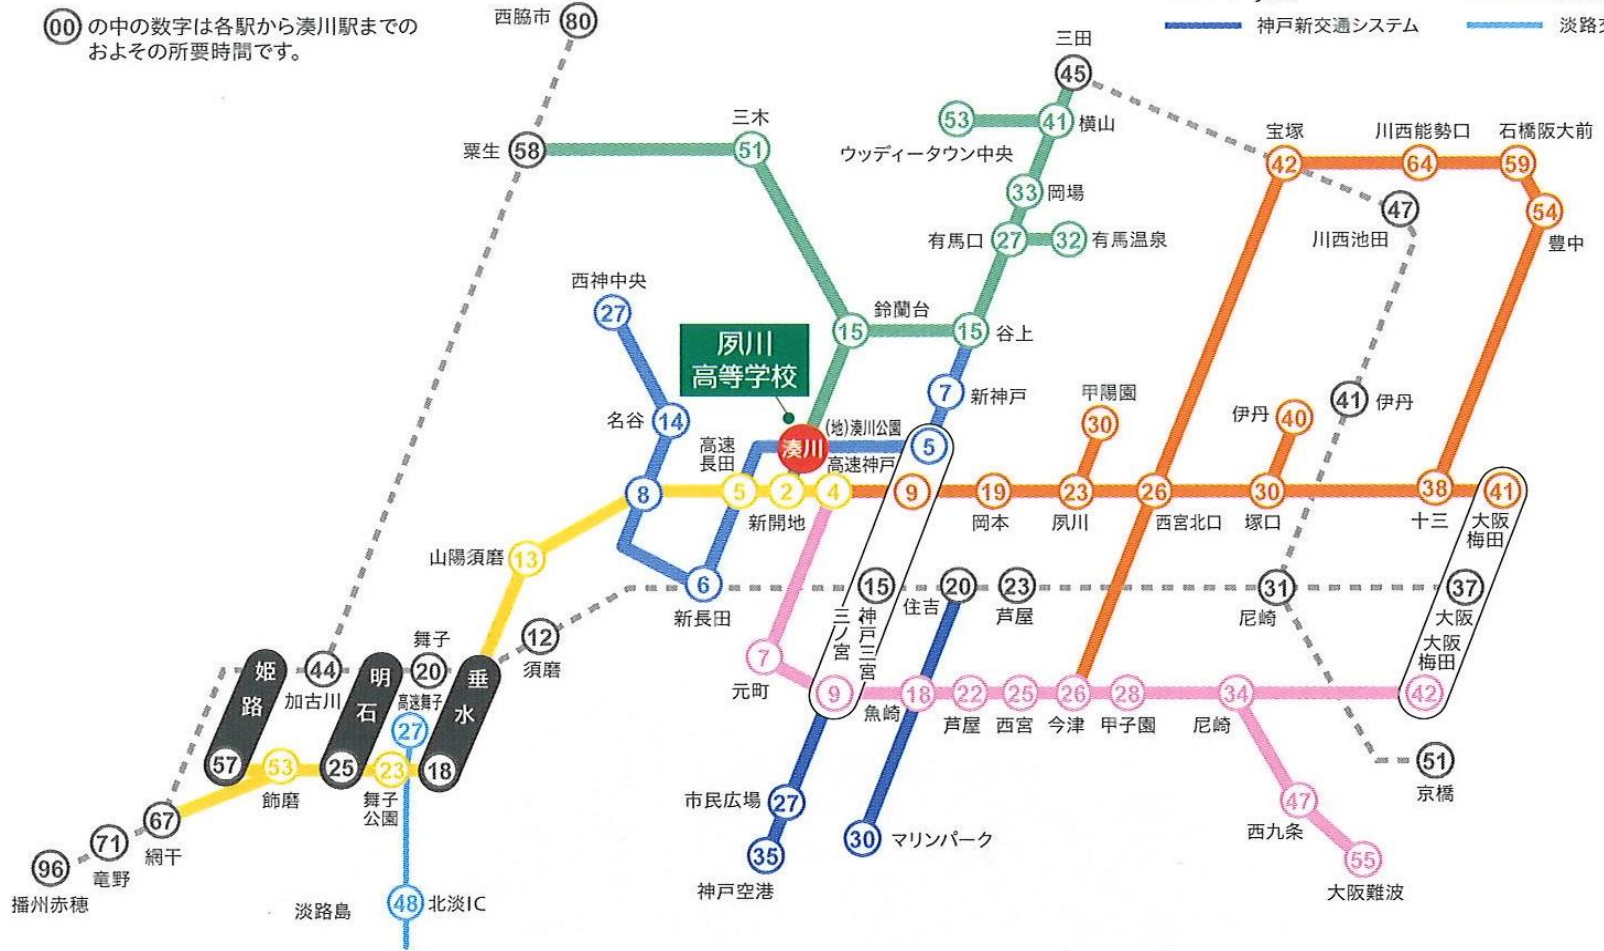 00 の中の数字は各駅から湊川駅までの
およその所要時間です。
西脇市
80
神戸新交通システム
淡路交
三田
45
粟生
58
三木
51
53
ウッディータウン中央
41
横山
33
岡場
有馬口
27
32
有馬温泉
宝塚
42
川西能勢口
64
石橋阪大前
59
54
豊中
47
川西池田
西神中央
27
鈴蘭台
15
15
谷上
夙川
高等学校
7
新神戸
名谷
14
甲陽園
30
伊丹
40
41
伊丹
湊川
(地)湊川公園
5
高速
長田
高速神戸
8
5
2
新開地
4
9
19
岡本
23
夙川
26
西宮北口
30
塚口
38
十三
41
大阪
梅田
山陽須磨
13
6
新長田
15
神戸三宮
三ノ宮
住吉
20
23
芦屋
尼崎
31
37
大阪
大阪
梅田
12
須磨
姫路
57
44
加古川
明石
25
舞子
20
高速舞子
27
垂水
18
7
元町
9
18
魚崎
22
芦屋
25
西宮
26
今津
28
甲子園
34
尼崎
42
53
飾磨
23
舞子
公園
51
京橋
67
網干
71
竜野
96
播州赤穂
市民広場
27
35
神戸空港
30
マリンパーク
47
西九条
55
大阪難波
淡路島
48
北淡IC